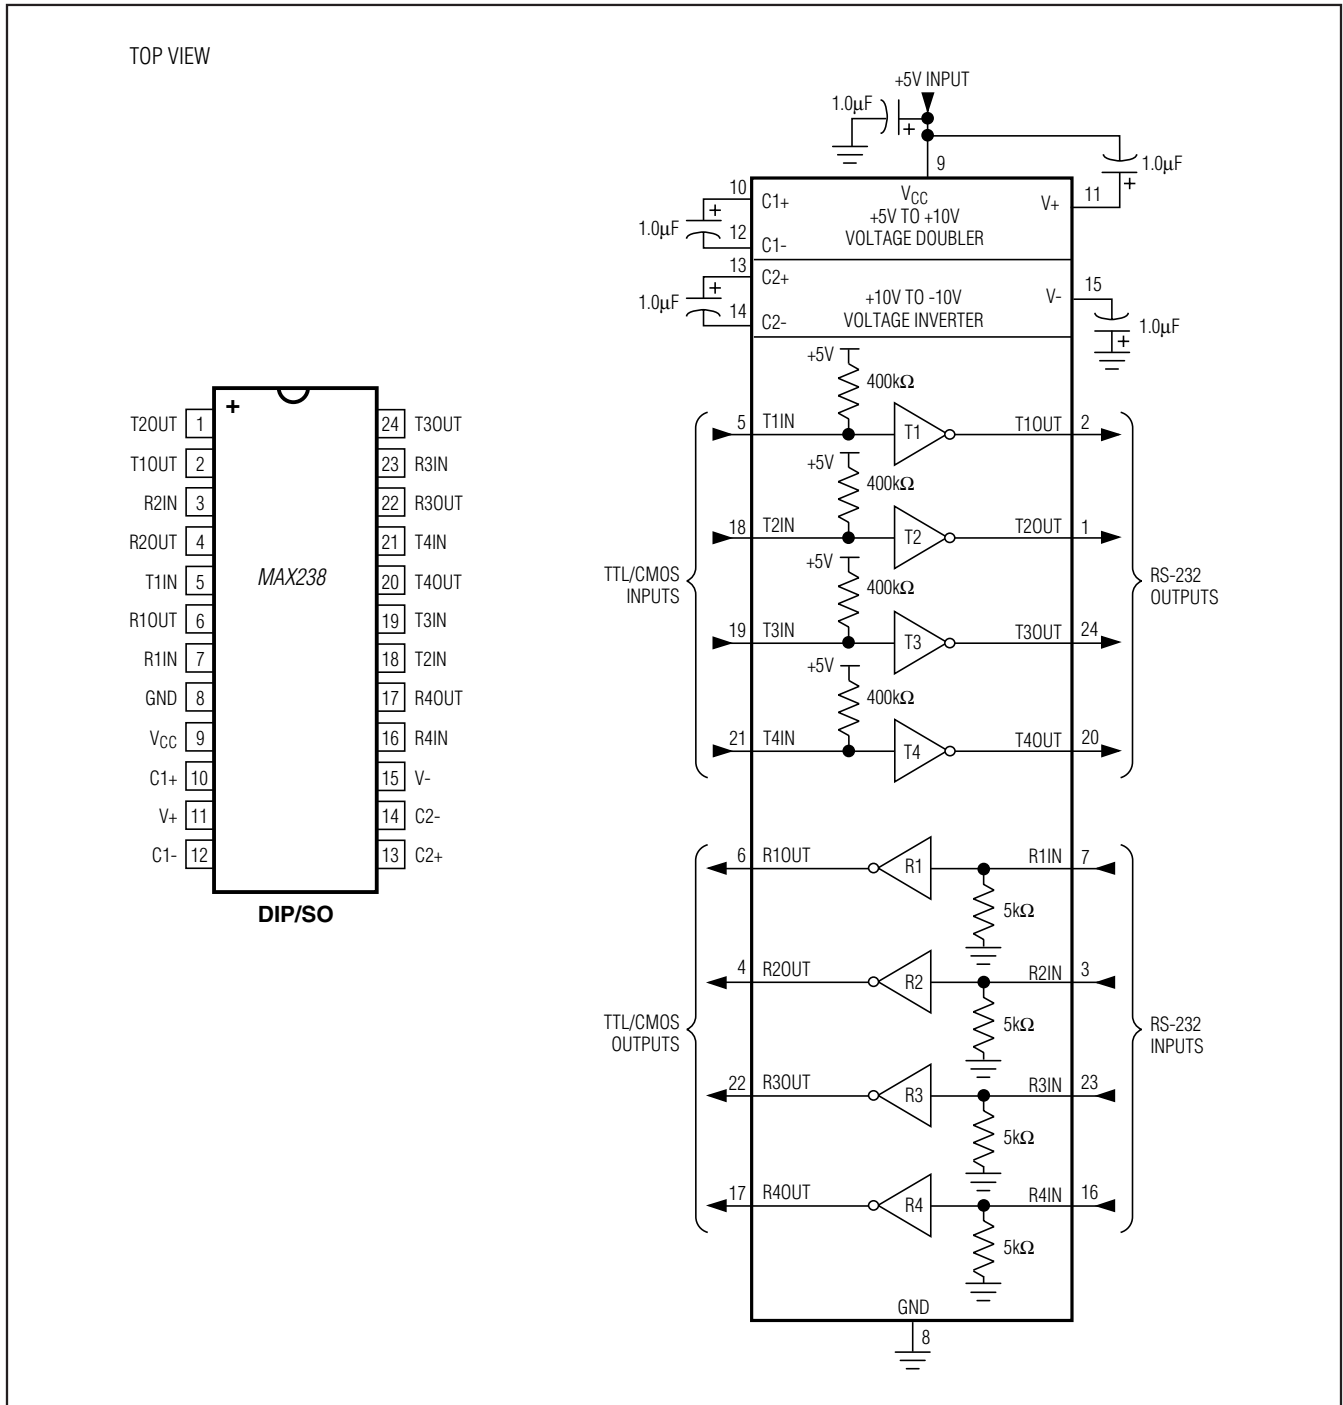 TOP VIEW
T2OUT 1
T1OUT 2
R2IN 3
R2OUT 4
T1IN 5
R1OUT 6
R1IN 7
GND 8
VCC 9
C1+ 10
V+ 11
C1- 12
+
MAX238
24 T3OUT
23 R3IN
22 R3OUT
21 T4IN
20 T4OUT
19 T3IN
18 T2IN
17 R4OUT
16 R4IN
15 V-
14 C2-
13 C2+
DIP/SO
+5V INPUT
1.0µF
+
9
1.0µF
+
10 C1+
VCC
+5V TO +10V
VOLTAGE DOUBLER
V+ 11
1.0µF
+
12 C1-
13 C2+
1.0µF
+
14 C2-
+10V TO -10V
VOLTAGE INVERTER
V- 15
1.0µF
+
+5V
400kΩ
5 T1IN T1 T1OUT 2
+5V
400kΩ
18 T2IN T2 T2OUT 1
TTL/CMOS
INPUTS
+5V
400kΩ
RS-232
OUTPUTS
19 T3IN T3 T3OUT 24
+5V
400kΩ
21 T4IN T4 T4OUT 20
6 R1OUT R1 R1IN 7
5kΩ
4 R2OUT R2 R2IN 3
5kΩ
TTL/CMOS
OUTPUTS
RS-232
INPUTS
22 R3OUT R3 R3IN 23
5kΩ
17 R4OUT R4 R4IN 16
5kΩ
GND
8